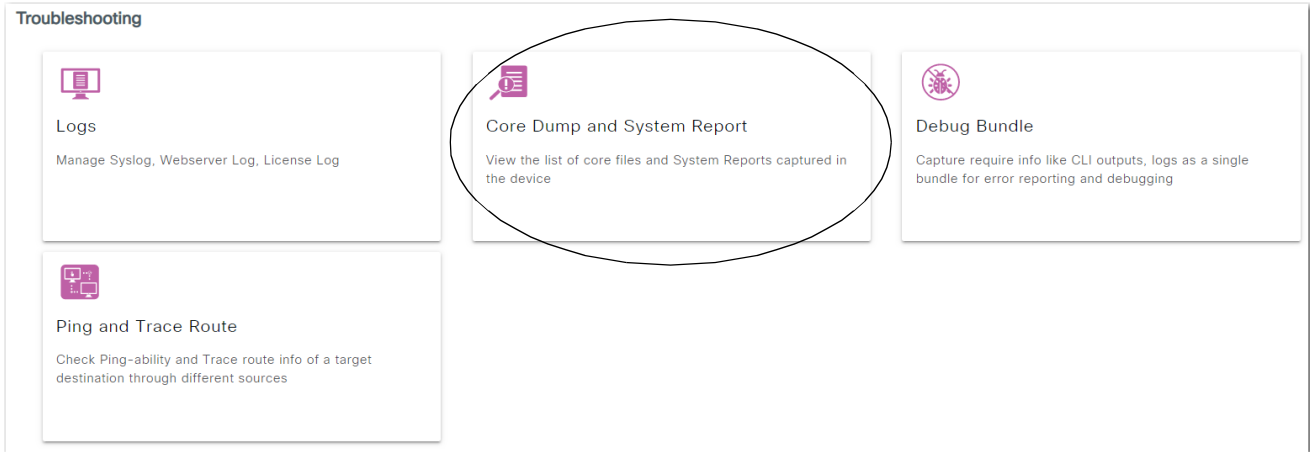 Troubleshooting
Logs
Manage Syslog, Webserver Log, License Log
Core Dump and System Report
View the list of core files and System Reports captured in
the device
Debug Bundle
Capture require info like CLI outputs, logs as a single
bundle for error reporting and debugging
Ping and Trace Route
Check Ping-ability and Trace route info of a target
destination through different sources